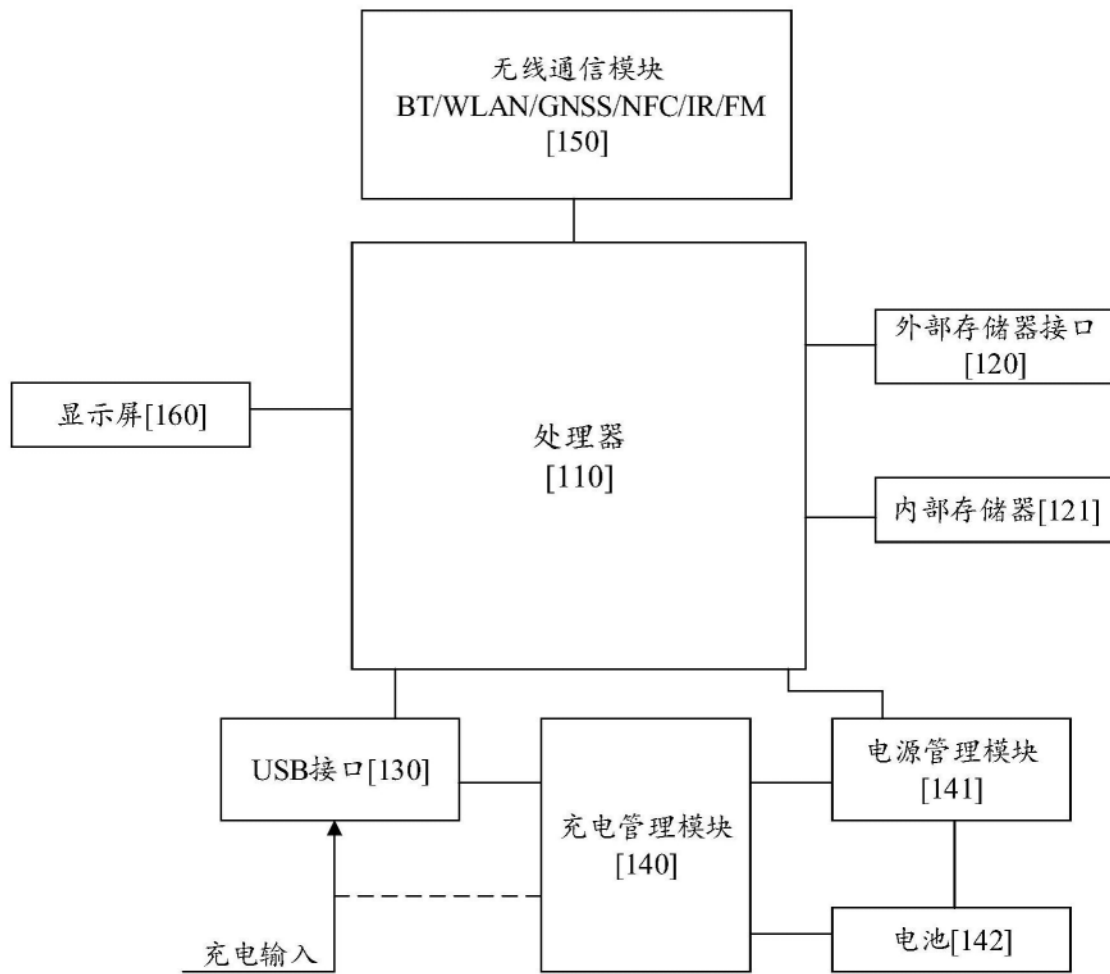 无线通信模块
BT/WLAN/GNSS/NFC/IR/FM
[150]
外部存储器接口
[120]
显示屏[160]
处理器
[110]
内部存储器[121]
USB接口[130]
电源管理模块
[141]
充电管理模块
[140]
充电输入
电池[142]